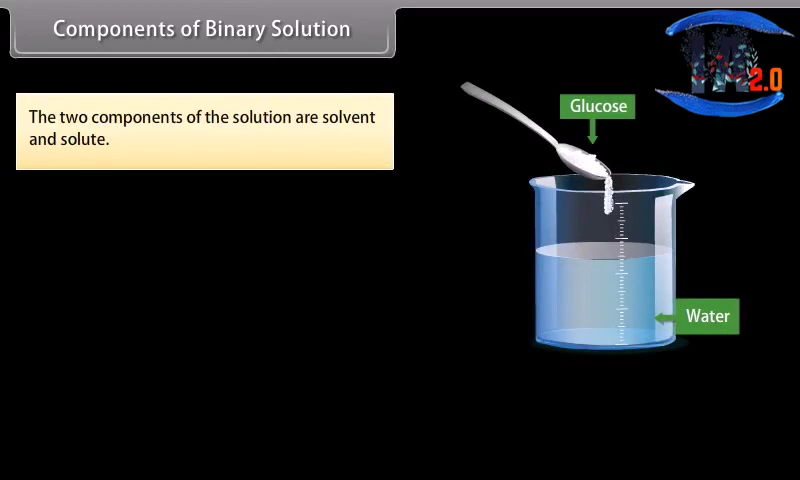 Components of Binary Solution
The two components of the solution are solvent
and solute.
Glucose
Water
2.0